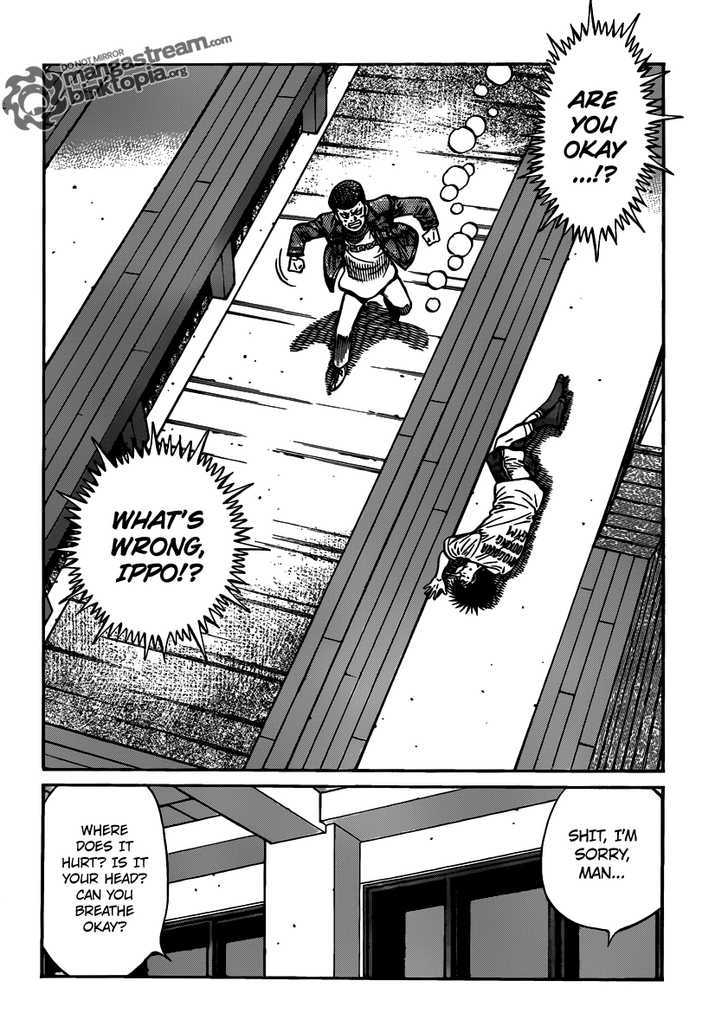 DO NOT MIRROR
mangastream.com
binktopia.org
ARE
YOU
OKAY
...!?
WHAT'S
WRONG,
IPPO!?
SHIT, I'M
SORRY,
MAN...
WHERE
DOES IT
HURT? IS IT
YOUR HEAD?
CAN YOU
BREATHE
OKAY?